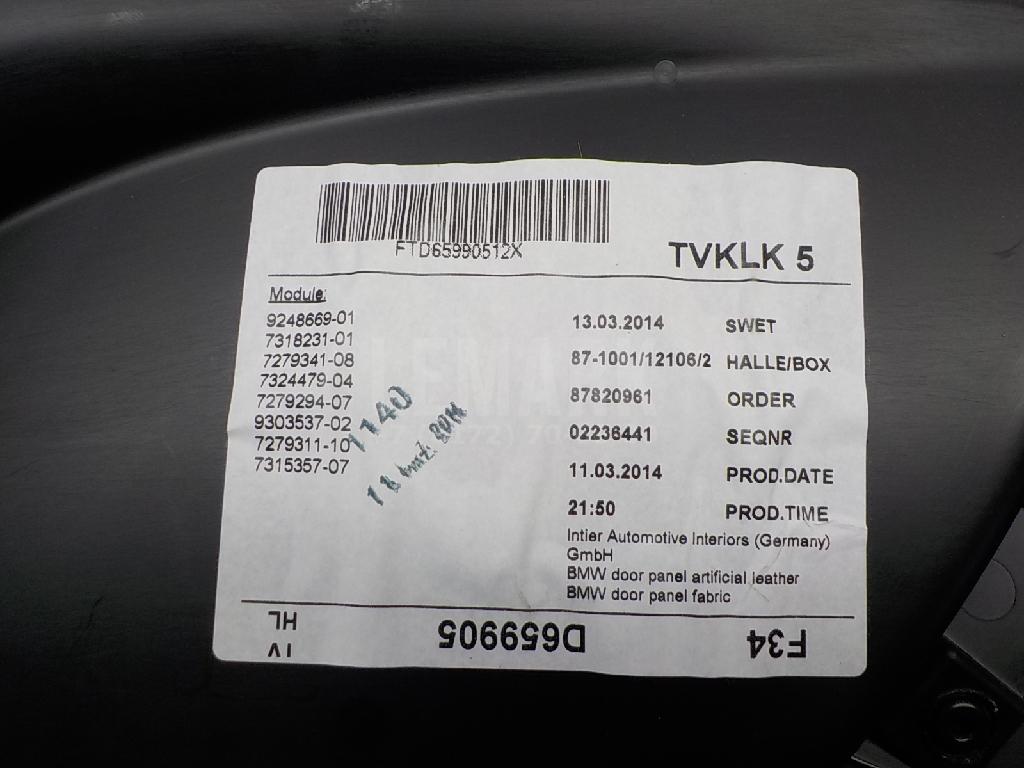 FTD65990512X
TVKLK 5
Module:
9248669-01
7318231-01
7279341-08
7324479-04
7279294-07
9303537-02
7279311-10
7315357-07
1140
13.03.2014 SWET
87-1001/12106/2 HALLE/BOX
87820961 ORDER
02236441 SEQNR
11.03.2014 PROD.DATE
21:50 PROD.TIME
Intier Automotive Interiors (Germany)
GmbH
BMW door panel artificial leather
BMW door panel fabric
F34 D659905 HL
TV